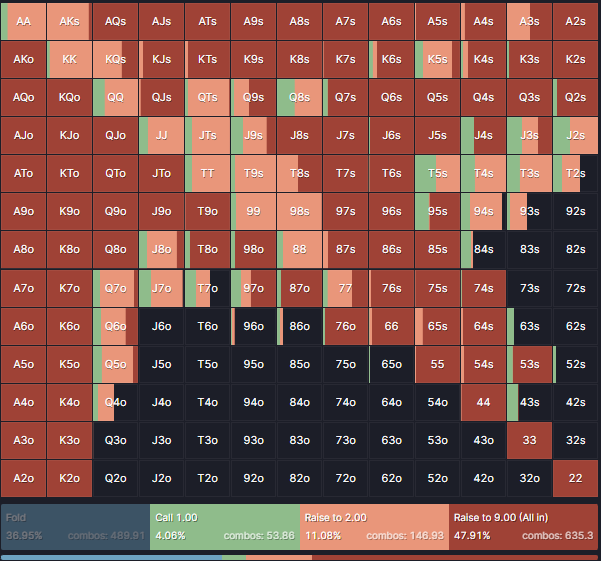 AA AKs AQs AJs ATs A9s A8s A7s A6s A5s A4s A3s A2s
AKo KK KQs KJs KTs K9s K8s K7s K6s K5s K4s K3s K2s
AQo KQo QQ QJs QTs Q9s Q8s Q7s Q6s Q5s Q4s Q3s Q2s
AJo KJo QJo JJ JTs J9s J8s J7s J6s J5s J4s J3s J2s
ATo KTo QTo JTo TT T9s T8s T7s T6s T5s T4s T3s T2s
A9o K9o Q9o J9o T9o 99 98s 97s 96s 95s 94s 93s 92s
A8o K8o Q8o J8o T8o 98o 88 87s 86s 85s 84s 83s 82s
A7o K7o Q7o J7o T7o 97o 87o 77 76s 75s 74s 73s 72s
A6o K6o Q6o J6o T6o 96o 86o 76o 66 65s 64s 63s 62s
A5o K5o Q5o J5o T5o 95o 85o 75o 65o 55 54s 53s 52s
A4o K4o Q4o J4o T4o 94o 84o 74o 64o 54o 44 43s 42s
A3o K3o Q3o J3o T3o 93o 83o 73o 63o 53o 43o 33 32s
A2o K2o Q2o J2o T2o 92o 82o 72o 62o 52o 42o 32o 22
Fold Call 1.00 Raise to 2.00 Raise to 9.00 (All in)
36.95% combos: 489.91 4.06% combos: 53.86 11.08% combos: 146.93 47.91% combos: 635.3